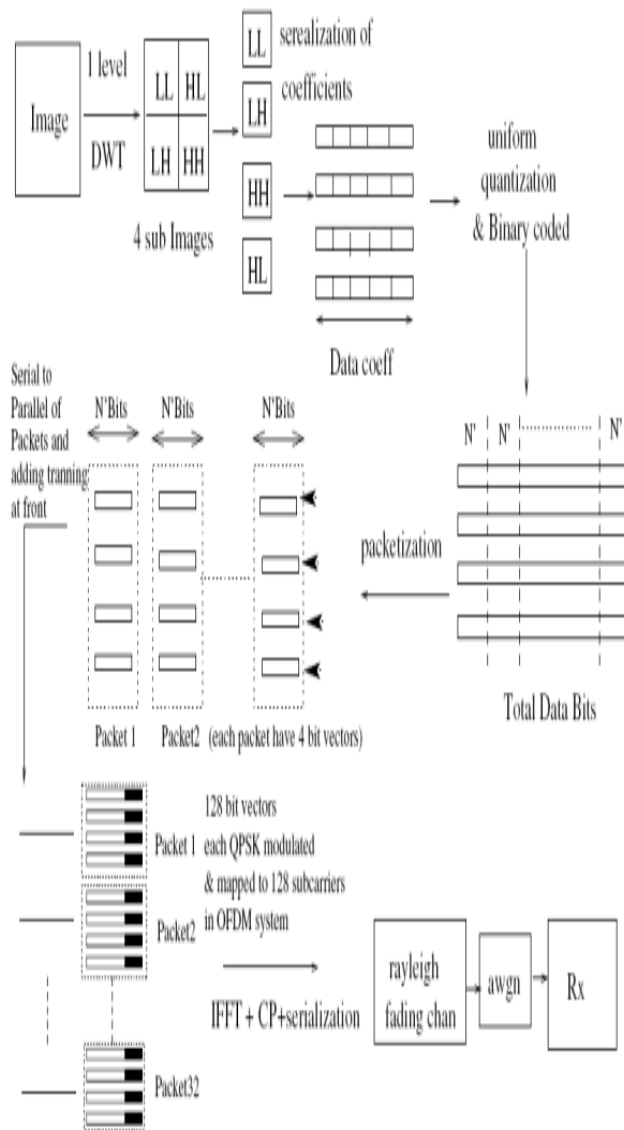 Image
1 level
DWT
LL HL
LH HH
4 sub Images
LL
LH
HH
HL
serealization of
coefficients
Data coeff
uniform
quantization
& Binary coded
Serial to
Parallel of
Packets and
adding tranning
at front
N'Bits
N'Bits
N'Bits
N'
N'
N'
packetization
Total Data Bits
Packet 1
Packet2
(each packet have 4 bit vectors)
Packet 1
Packet2
Packet32
128 bit vectors
each QPSK modulated
& mapped to 128 subcarriers
in OFDM system
IFFT + CP+serialization
rayleigh
fading chan
awgn
Rx